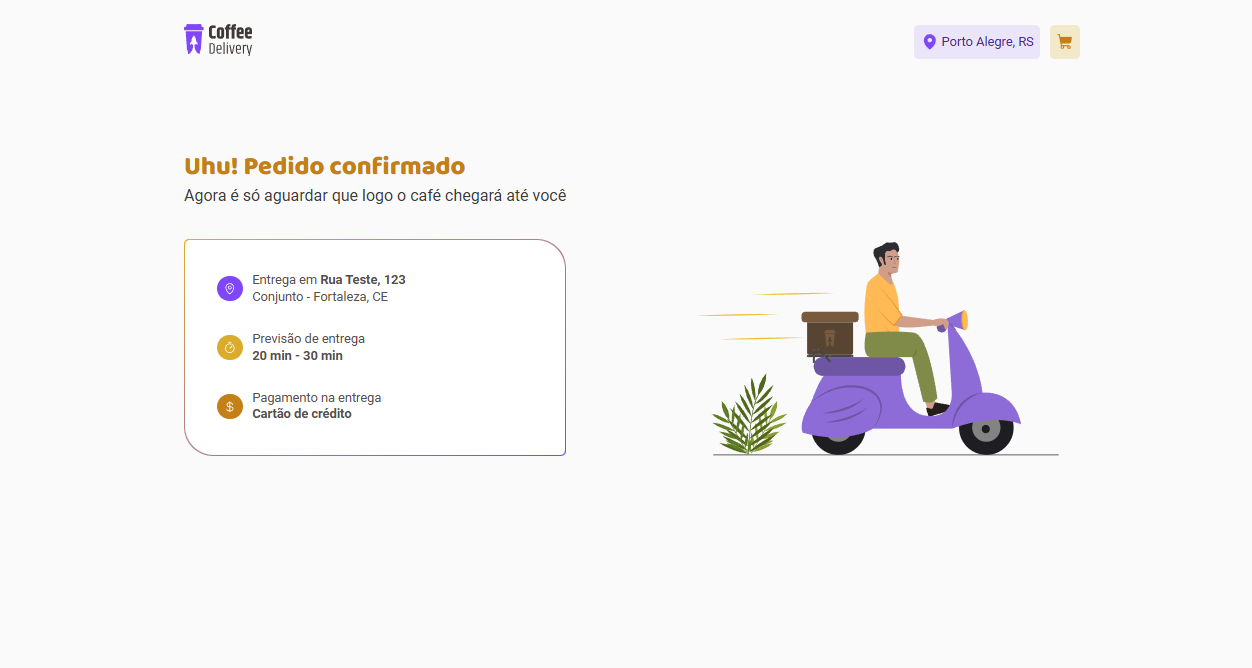 Coffee
Delivery
Porto Alegre, RS
Uhu! Pedido confirmado
Agora é só aguardar que logo o café chegará até você
Entrega em Rua Teste, 123
Conjunto - Fortaleza, CE
Previsão de entrega
20 min - 30 min
Pagamento na entrega
Cartão de crédito